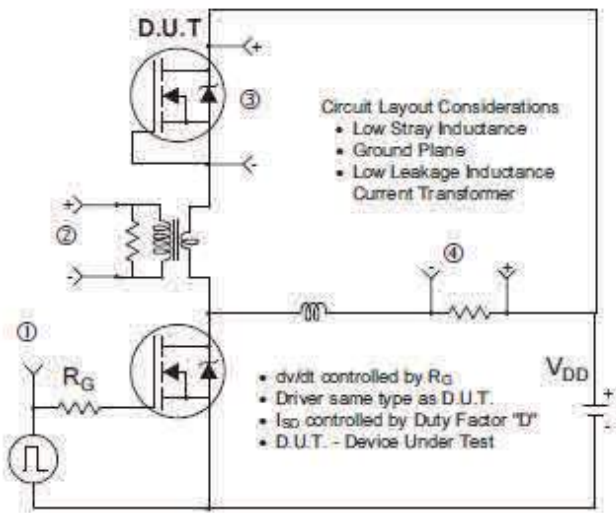 D.U.T
+
③
-
Circuit Layout Considerations
• Low Stray Inductance
• Ground Plane
• Low Leakage Inductance
Current Transformer
+
②
-
④
- +
①
RG
VDD
+
-
• dv/dt controlled by RG
• Driver same type as D.U.T.
• ISD controlled by Duty Factor "D"
• D.U.T. - Device Under Test